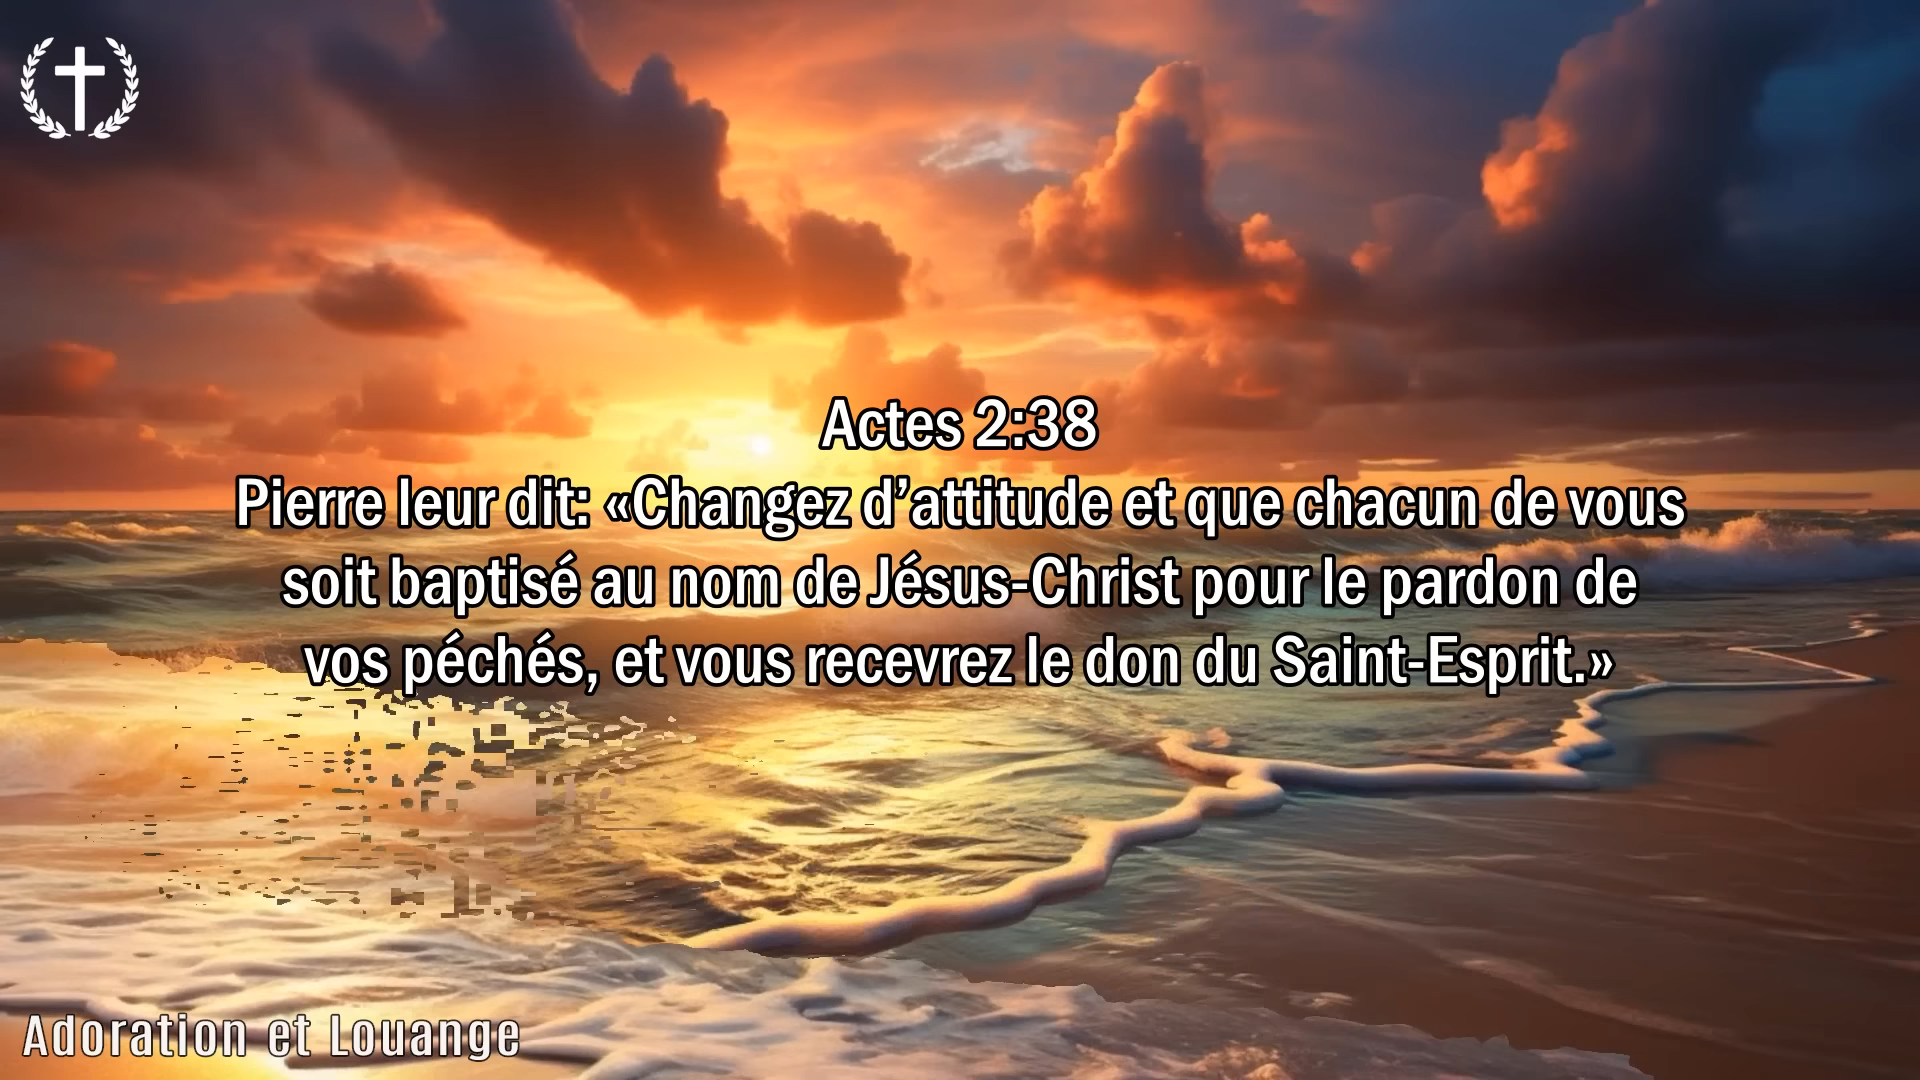 Actes 2:38
Pierre leur dit: «Changez d’attitude et que chacun de vous
soit baptisé au nom de Jésus-Christ pour le pardon de
vos péchés, et vous recevrez le don du Saint-Esprit.»
Adoration et Louange